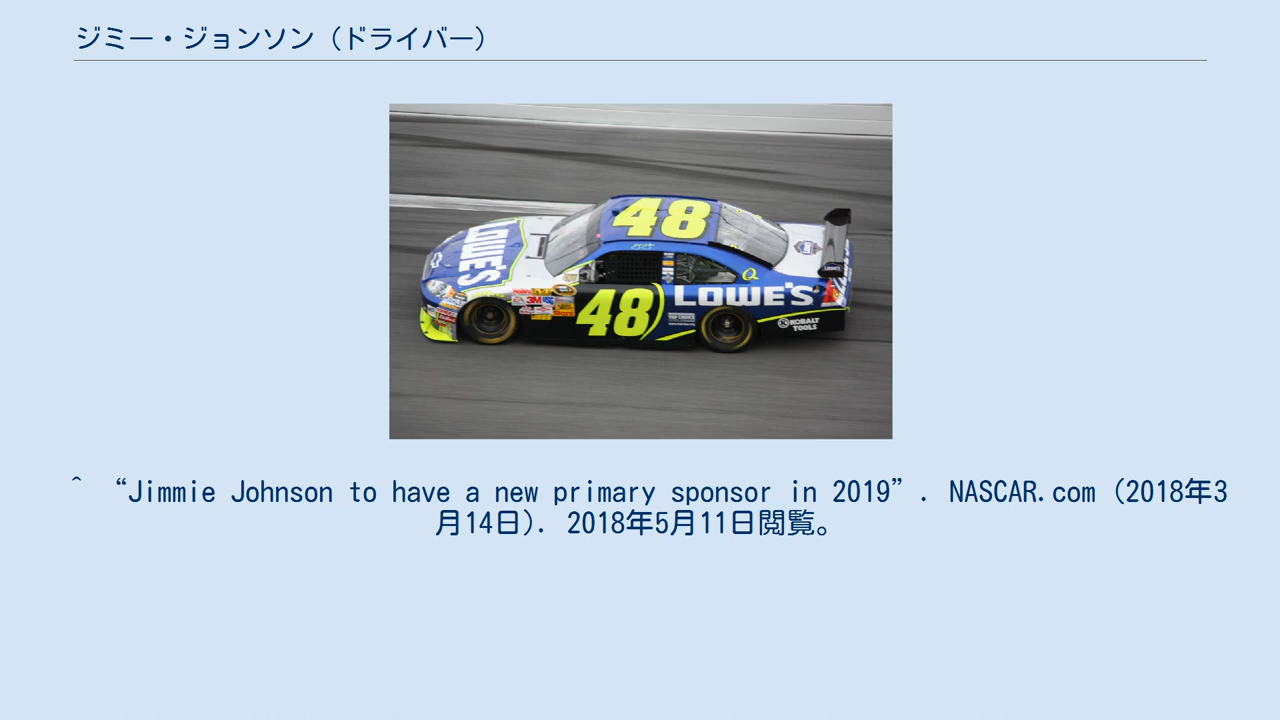 ジミー・ジョンソン（ドライバー）
48
LOWE'S
48
LOWE'S
3M
KOBALT
TOOLS
^ “Jimmie Johnson to have a new primary sponsor in 2019”. NASCAR.com (2018年3
月14日). 2018年5月11日閲覧。